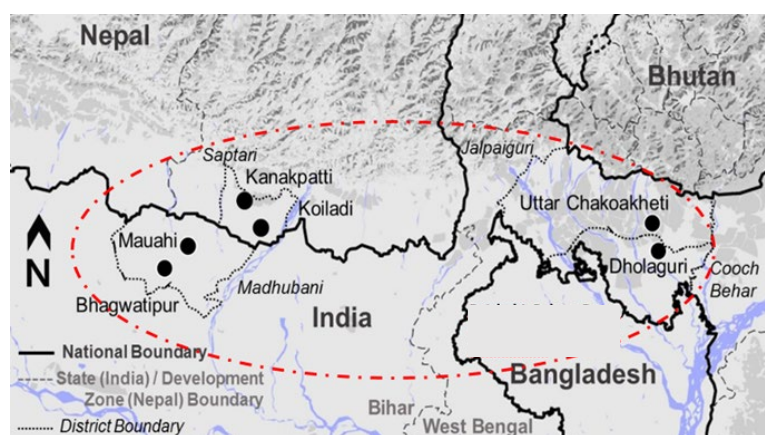 Nepal
Bhutan
Saptari
Jalpaiguri
Kanakpatti
Koiladi
Uttar Chakoakheti
Mauahi
N
Dholaguri
Cooch
Behar
Madhubani
Bhagwatipur
India
National Boundary
Bangladesh
State (India) / Development
Zone (Nepal) Boundary
Bihar
West Bengal
District Boundary